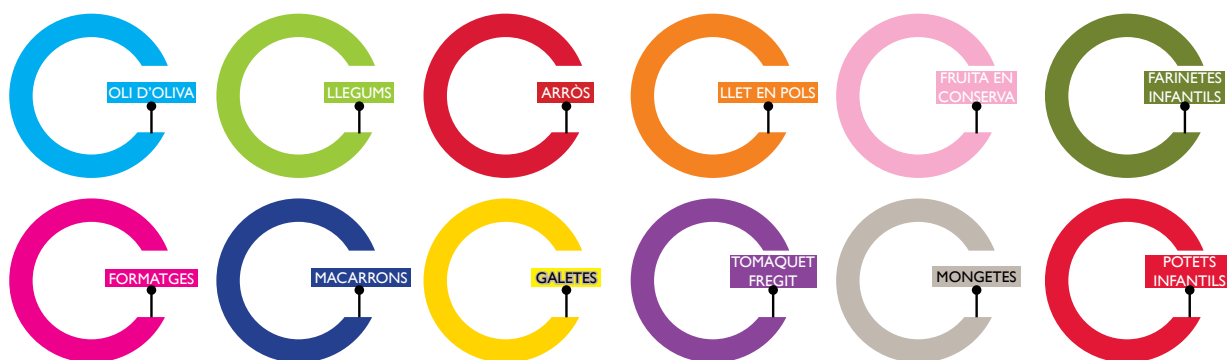 OLI D'OLIVA
LLEGUMS
ARRÒS
LLET EN POLS
FRUITA EN
CONSERVA
FARINETES
INFANTILS
FORMATGES
MACARRONS
GALETES
TOMAQUET
FREGIT
MONGETES
POTETS
INFANTILS